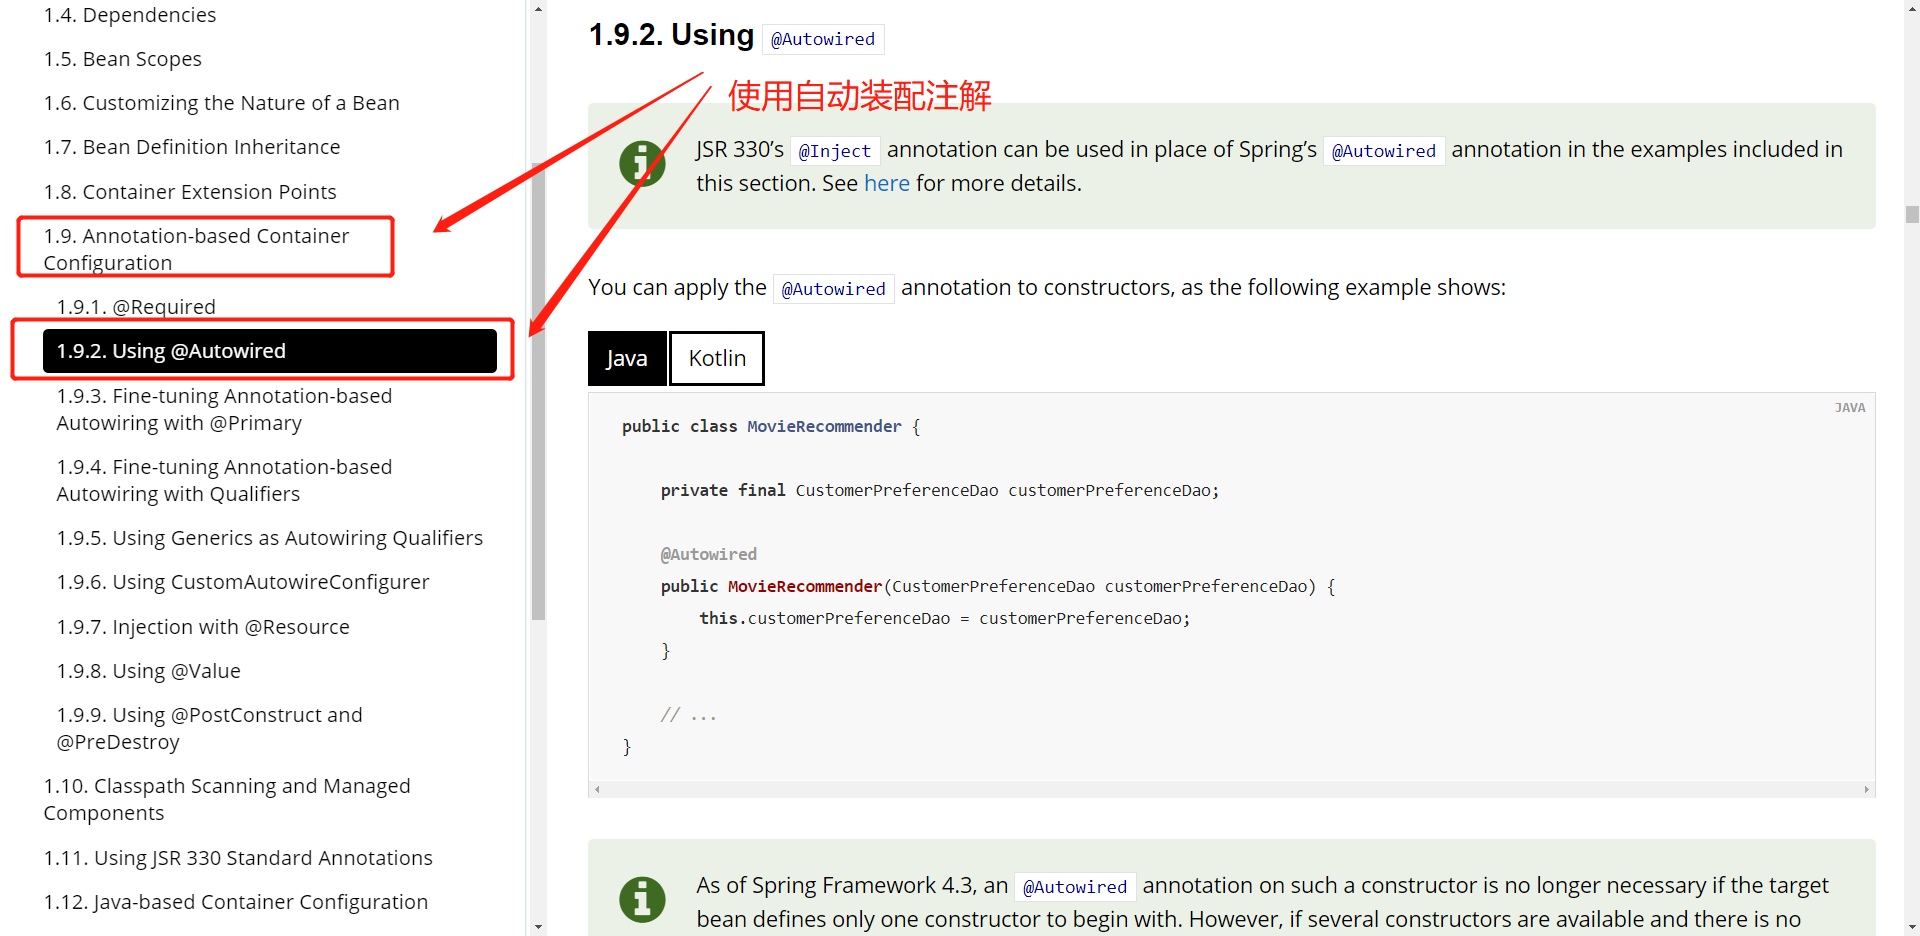 1.4. Dependencies
1.5. Bean Scopes
1.6. Customizing the Nature of a Bean
1.7. Bean Definition Inheritance
1.8. Container Extension Points
1.9. Annotation-based Container
Configuration
1.9.1. @Required
1.9.2. Using @Autowired
1.9.3. Fine-tuning Annotation-based
Autowiring with @Primary
1.9.4. Fine-tuning Annotation-based
Autowiring with Qualifiers
1.9.5. Using Generics as Autowiring Qualifiers
1.9.6. Using CustomAutowireConfigurer
1.9.7. Injection with @Resource
1.9.8. Using @Value
1.9.9. Using @PostConstruct and
@PreDestroy
1.10. Classpath Scanning and Managed
Components
1.11. Using JSR 330 Standard Annotations
1.12. Java-based Container Configuration
1.9.2. Using @Autowired
使用自动装配注解
JSR 330’s @Inject annotation can be used in place of Spring’s @Autowired annotation in the examples included in
this section. See here for more details.
You can apply the @Autowired annotation to constructors, as the following example shows:
Java Kotlin
JAVA
public class MovieRecommender {
private final CustomerPreferenceDao customerPreferenceDao;
@Autowired
public MovieRecommender(CustomerPreferenceDao customerPreferenceDao) {
this.customerPreferenceDao = customerPreferenceDao;
}
// ...
}
As of Spring Framework 4.3, an @Autowired annotation on such a constructor is no longer necessary if the target
bean defines only one constructor to begin with. However, if several constructors are available and there is no